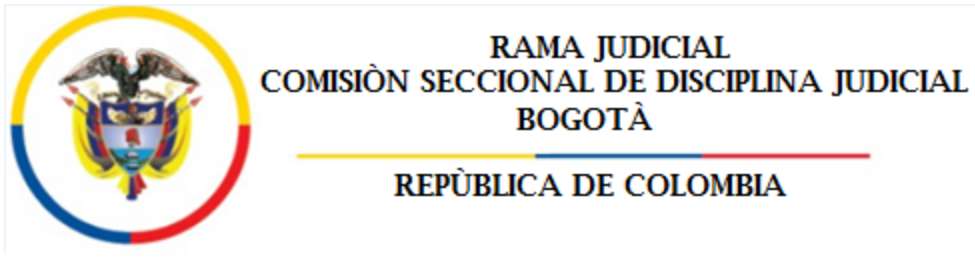 RAMA JUDICIAL
COMISIÒN SECCIONAL DE DISCIPLINA JUDICIAL
BOGOTÀ
REPÙBLICA DE COLOMBIA